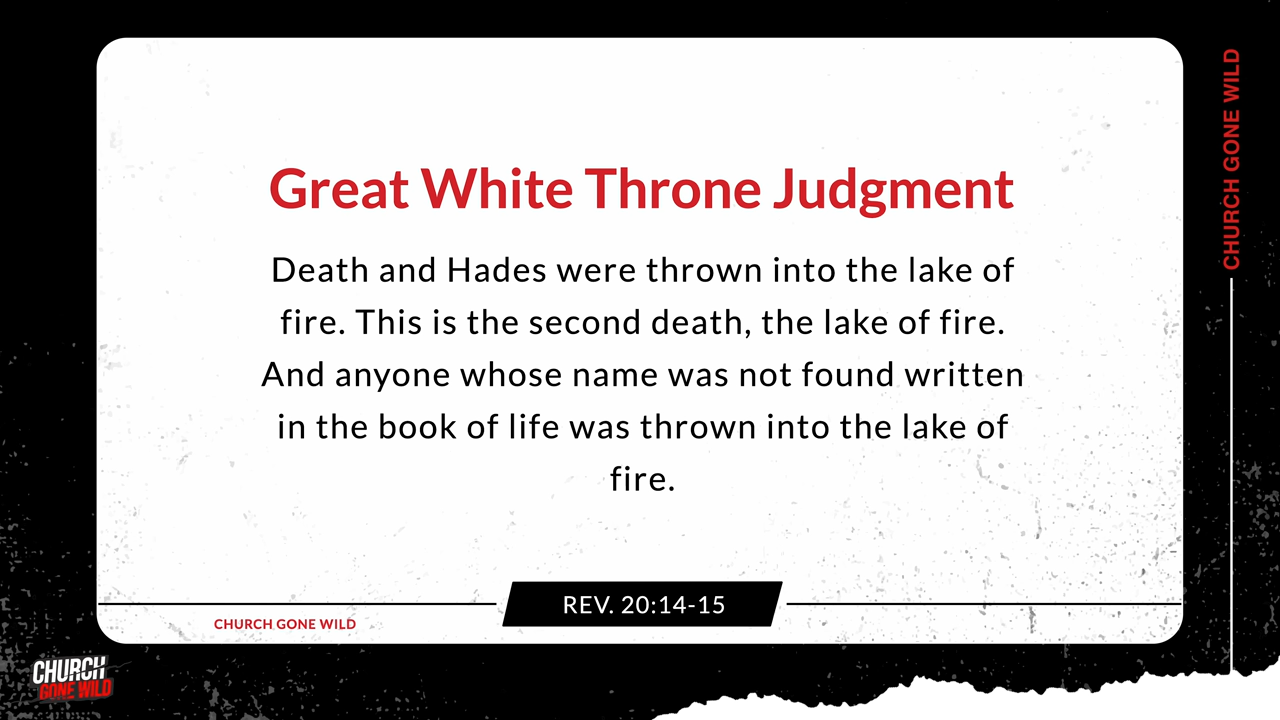 Great White Throne Judgment
Death and Hades were thrown into the lake of
fire. This is the second death, the lake of fire.
And anyone whose name was not found written
in the book of life was thrown into the lake of
fire.
REV. 20:14-15
CHURCH GONE WILD
CHURCH
GONE WILD
CHURCH GONE WILD